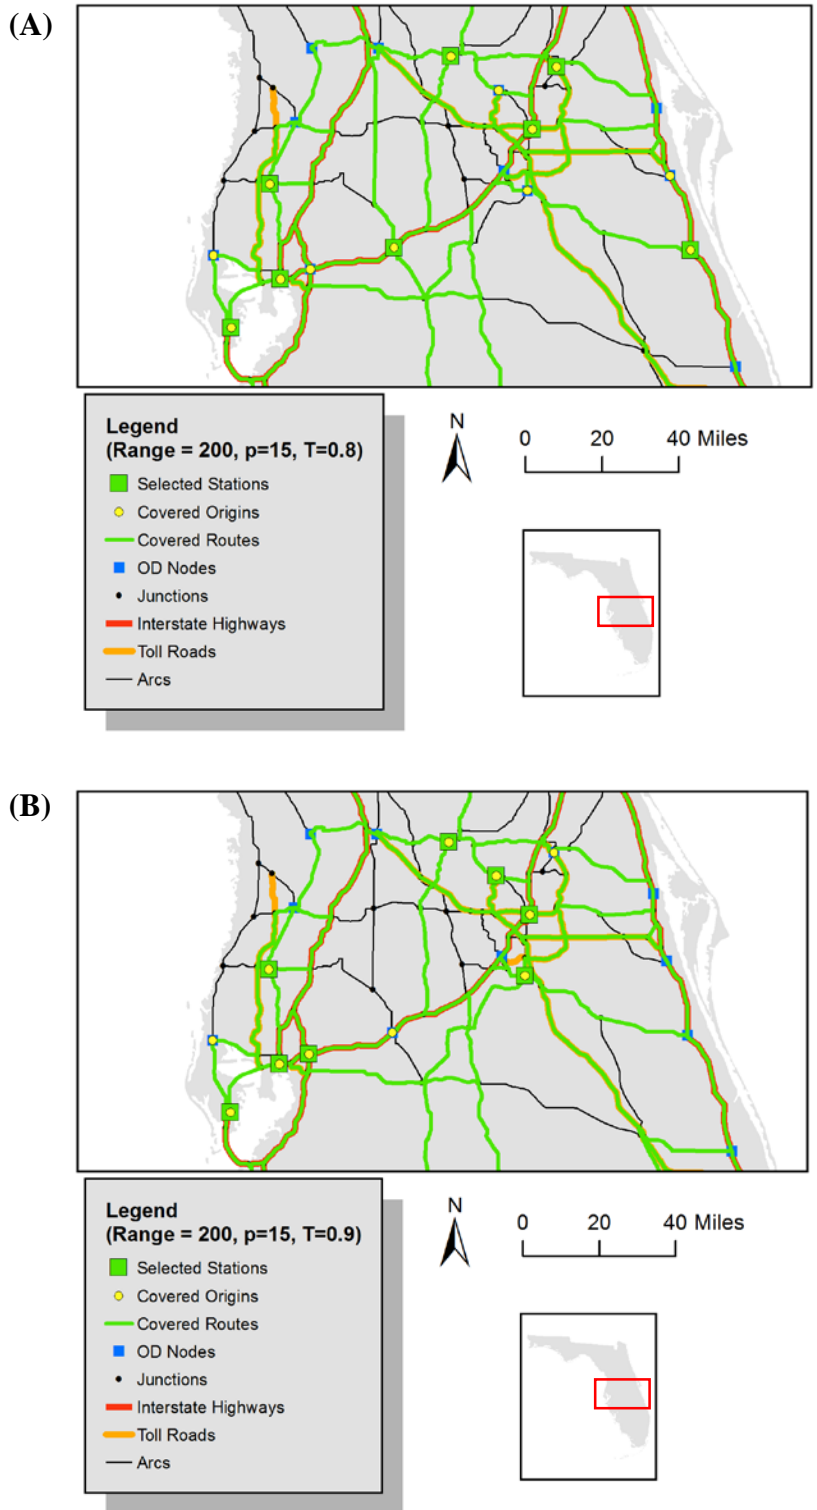 (A)
Legend
(Range = 200, p=15, T=0.8)
Selected Stations
Covered Origins
Covered Routes
OD Nodes
Junctions
Interstate Highways
Toll Roads
Arcs
N
0 20 40 Miles
(B)
Legend
(Range = 200, p=15, T=0.9)
Selected Stations
Covered Origins
Covered Routes
OD Nodes
Junctions
Interstate Highways
Toll Roads
Arcs
N
0 20 40 Miles